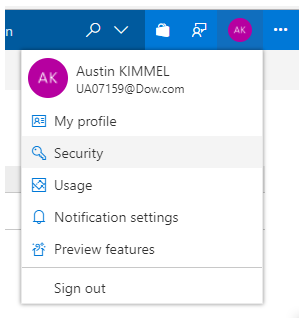 n
AK
AK
Austin KIMMEL
UA07159@Dow.com
My profile
Security
Usage
Notification settings
Preview features
Sign out